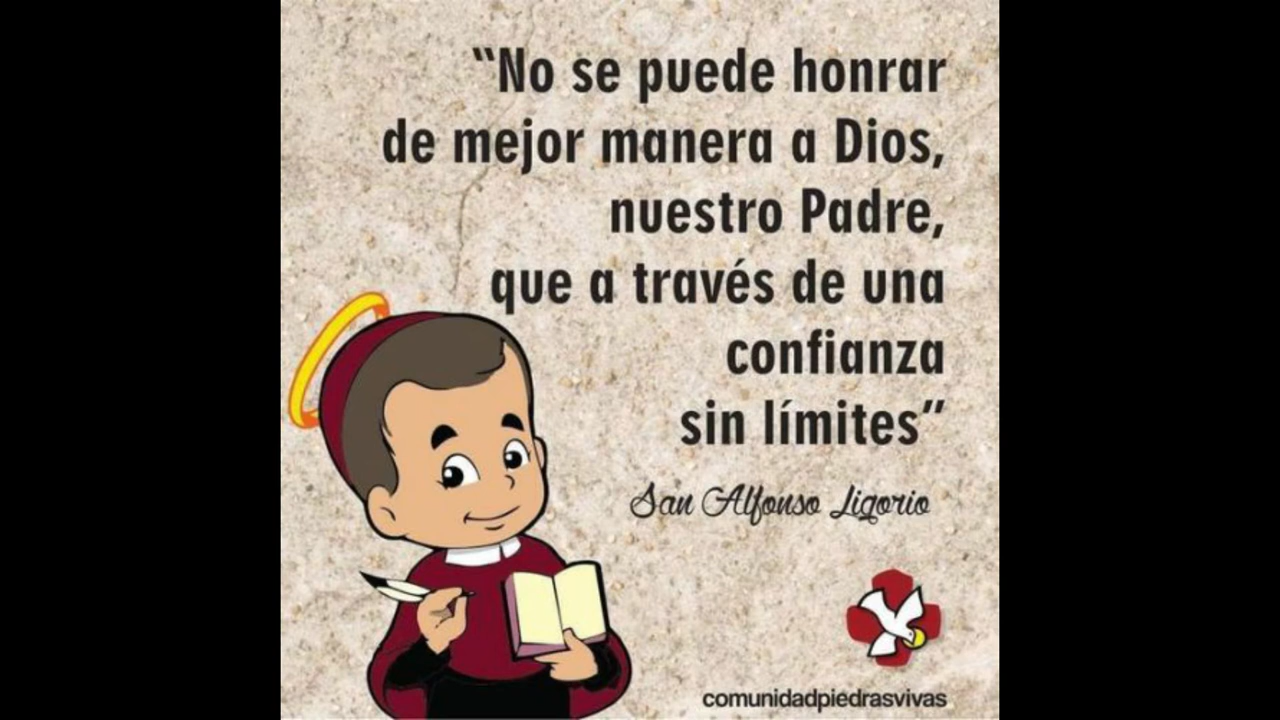 “No se puede honrar
de mejor manera a Dios,
nuestro Padre,
que a través de una
confianza
sin límites”
San Alfonso Ligorio
comunidadpiedrasvivas